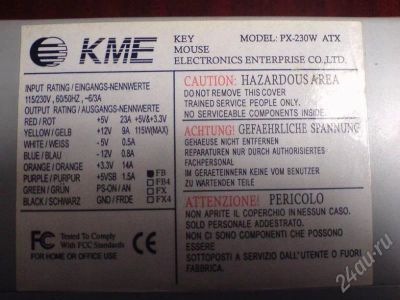 KME
KEY
MOUSE
ELECTRONICS ENTERPRISE CO.,LTD.
MODEL: PX-230W ATX
INPUT RATING / EINGANGS-NENNWERTE
115/230V , 60/50HZ , ~6/3A
OUTPUT RATING / AUSGANGS-NENNWERTE
RED / ROT +5V 23A +5V&+3.3V
YELLOW / GELB +12V 9A 115W(MAX)
WHITE / WEISS -5V 0.5A
BLUE / BLAU -12V 0.8A
ORANGE / ORANGE +3.3V 14A
PURPLE / PURPUR +5VSB 1.5A
GREEN / GRÜN PS-ON / AN
BLACK / SCHWARZ GND / FRDE
FB
FB4
FX
FX4
FC
Tested To Comply
With FCC Standards
FOR HOME OR OFFICE USE
CAUTION: HAZARDOUS AREA
DO NOT REMOVE THIS COVER
TRAINED SERVICE PEOPLE ONLY.
NO SERVICEABLE COMPONENTS INSIDE.
ACHTUNG! GEFAEHRLICHE SPANNUNG
GEHAEUSE NICHT ENTFERNEN
REPARATUREN NUR DURCH AUTHORISIERTES
FACHPERSONAL
IM GERAETEINNERN KEINE VOM BENUTZER
ZU WARTENDEN TEILE
ATTENZIONE! PERICOLO
NON APRITE IL COPERCHIO IN NESSUN CASO.
SOLO PERSONALE ADDESTRATO.
NON CI SONO COMPONENTI CHE POSSONO
ESSERE
SOTTOPOSTI A SERVIZIO DALL'UTENTE O FUORI
FABBRICA.
24au.ru